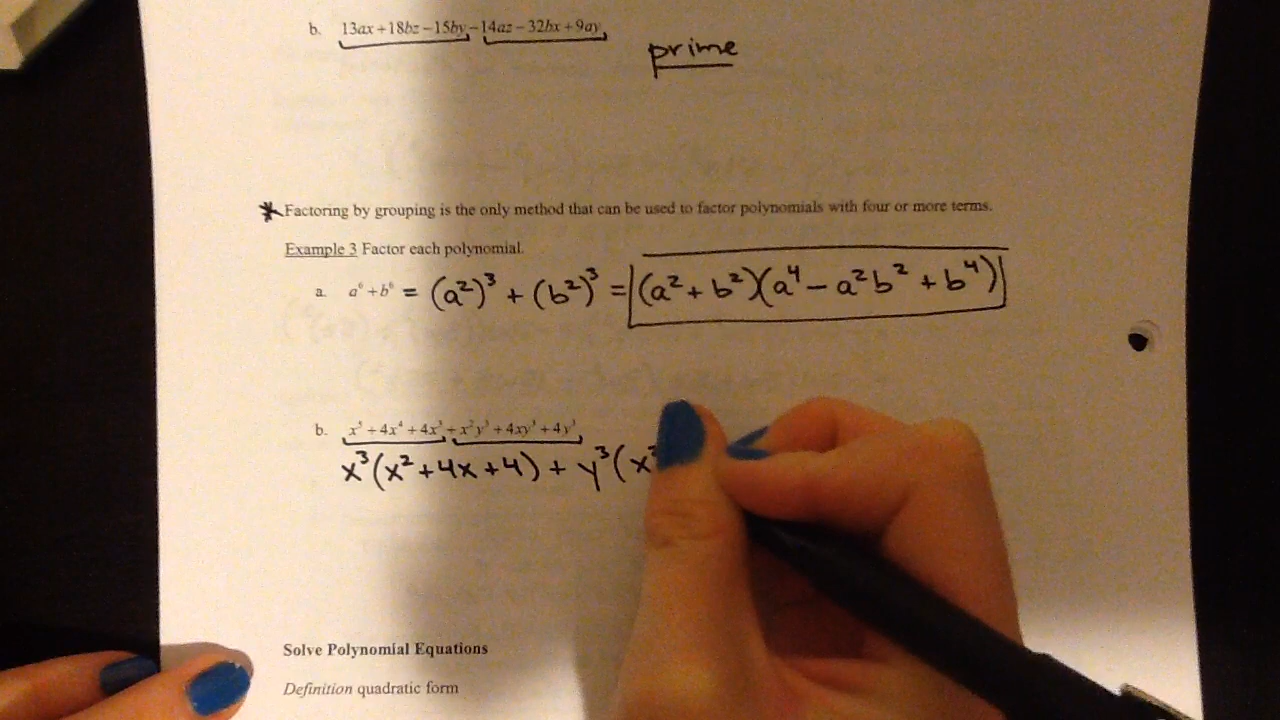 b. 13ax + 18bz − 15by − 14az − 32bx + 9ay
prime
*Factoring by grouping is the only method that can be used to factor polynomials with four or more terms.
Example 3 Factor each polynomial.
a. a⁶ + b⁶ = (a²)³ + (b²)³ = (a² + b²)(a⁴ − a²b² + b⁴)
b. x⁵ + 4x⁴ + 4x³ + x²y³ + 4xy³ + 4y³
x³(x² + 4x + 4) + y³(x²
Solve Polynomial Equations
Definition quadratic form